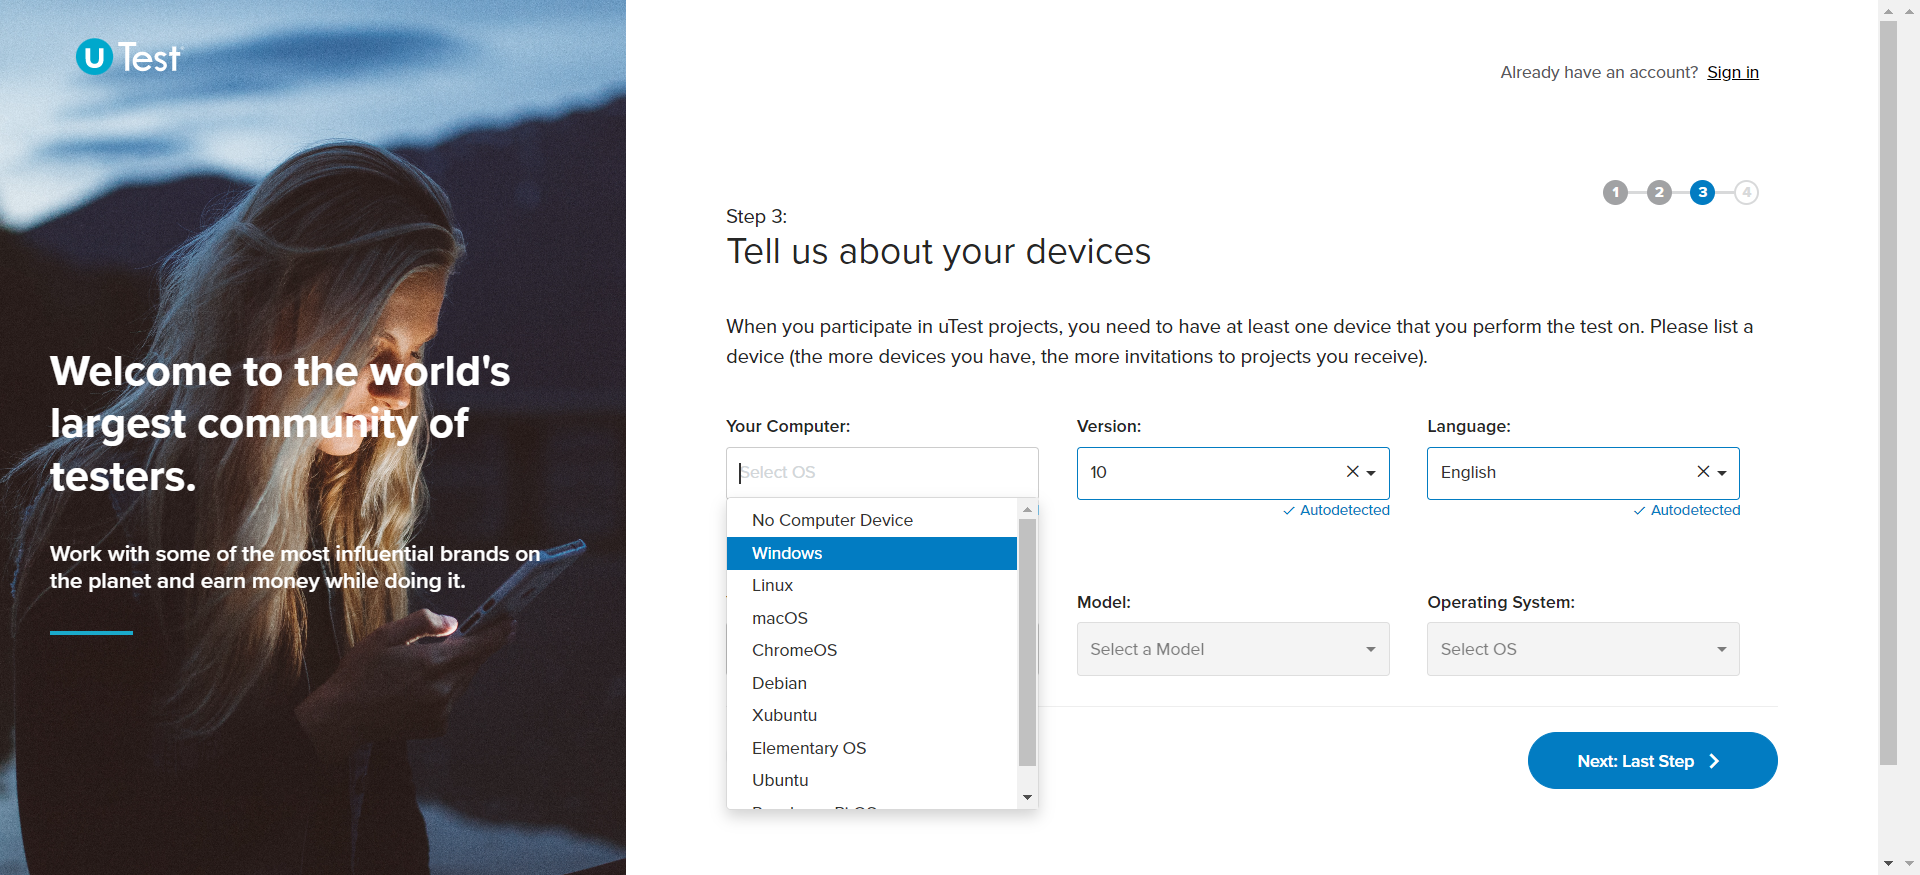 U Test
Already have an account? Sign in
1 2 3 4
Step 3:
Tell us about your devices
When you participate in uTest projects, you need to have at least one device that you perform the test on. Please list a
device (the more devices you have, the more invitations to projects you receive).
Welcome to the world's
largest community of
testers.
Work with some of the most influential brands on
the planet and earn money while doing it.
Your Computer:
Select OS
No Computer Device
Windows
Linux
macOS
ChromeOS
Debian
Xubuntu
Elementary OS
Ubuntu
Version:
10
Autodetected
Language:
English
Autodetected
Model:
Select a Model
Operating System:
Select OS
Next: Last Step